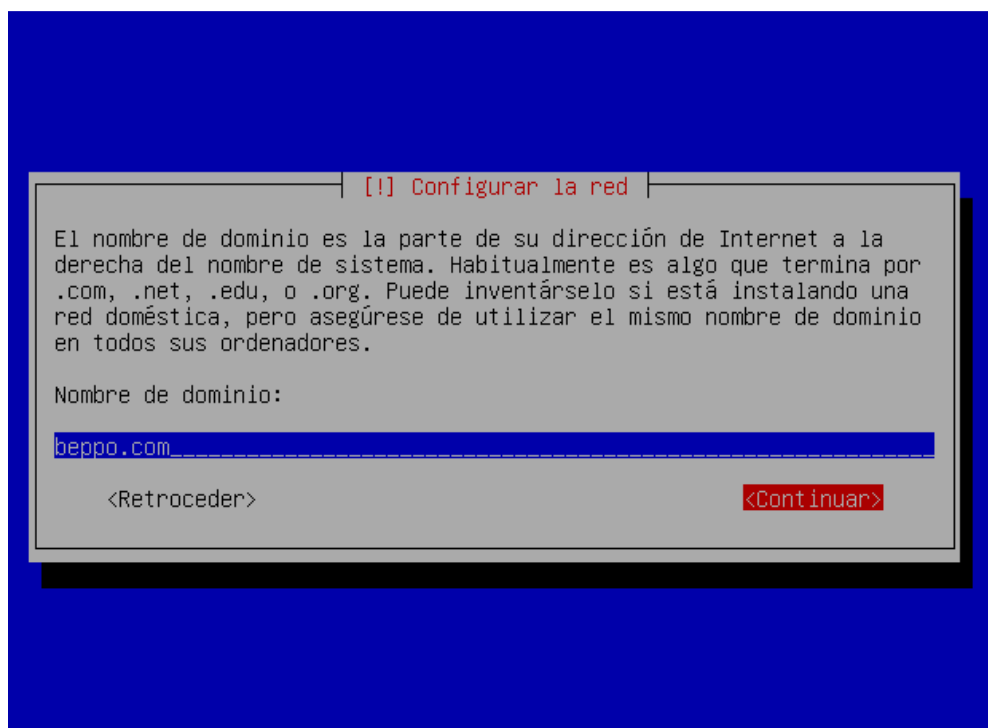 [!] Configurar la red
El nombre de dominio es la parte de su dirección de Internet a la
derecha del nombre de sistema. Habitualmente es algo que termina por
.com, .net, .edu, o .org. Puede inventárselo si está instalando una
red doméstica, pero asegúrese de utilizar el mismo nombre de dominio
en todos sus ordenadores.
Nombre de dominio:
beppo.com
<Retroceder> <Continuar>